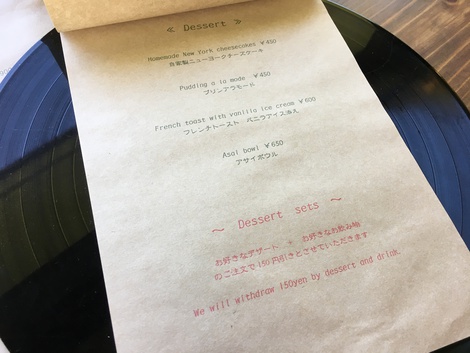 ≪ Dessert ≫
Homemade New York cheesecakes ¥450
自家製ニューヨークチーズケーキ
Pudding a la mode ¥450
プリンアラモード
French toast with vanilla ice cream ¥600
フレンチトースト バニラアイス添え
Asai bowl ¥650
アサイボウル
～ Dessert sets ～
お好きなデザート + お好きなお飲み物
のご注文で150円引きとさせていただきます
We will withdraw 150yen by dessert and drink.